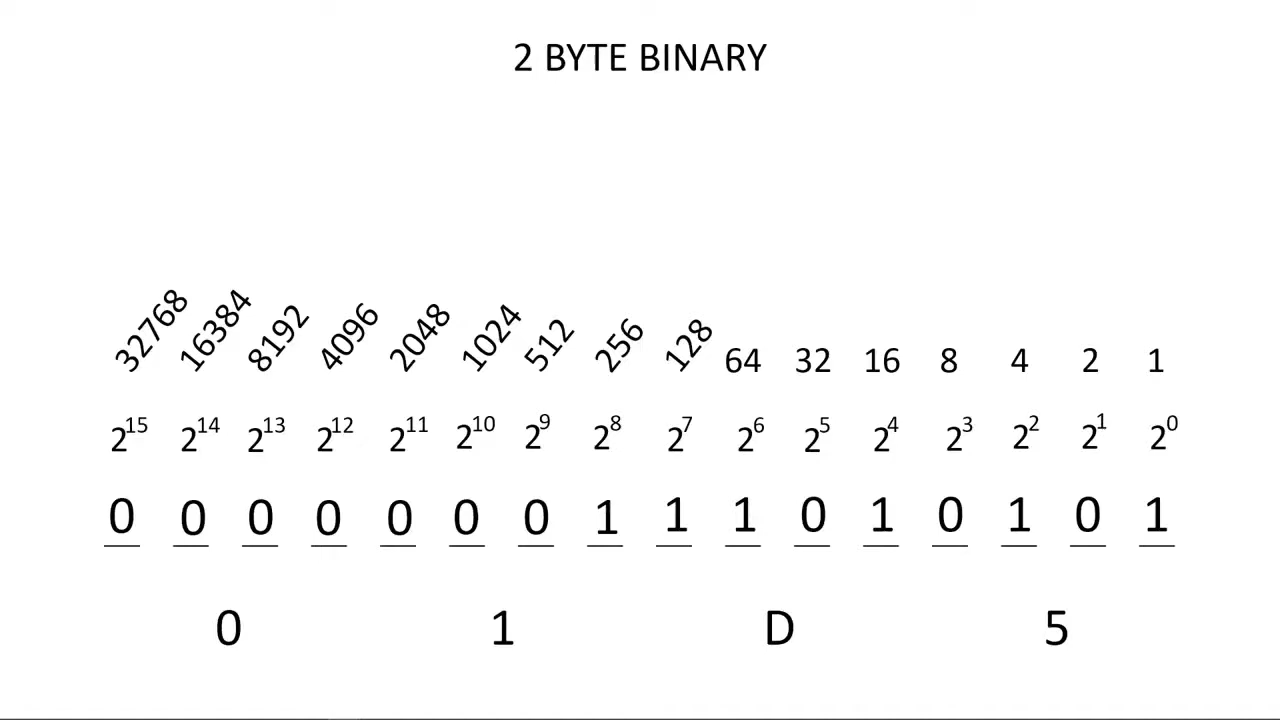 2 BYTE BINARY
32768 16384 8192 4096 2048 1024 512 256 128 64 32 16 8 4 2 1
2¹⁵ 2¹⁴ 2¹³ 2¹² 2¹¹ 2¹⁰ 2⁹ 2⁸ 2⁷ 2⁶ 2⁵ 2⁴ 2³ 2² 2¹ 2⁰
0 0 0 0 0 0 0 1 1 1 0 1 0 1 0 1
0 1 D 5